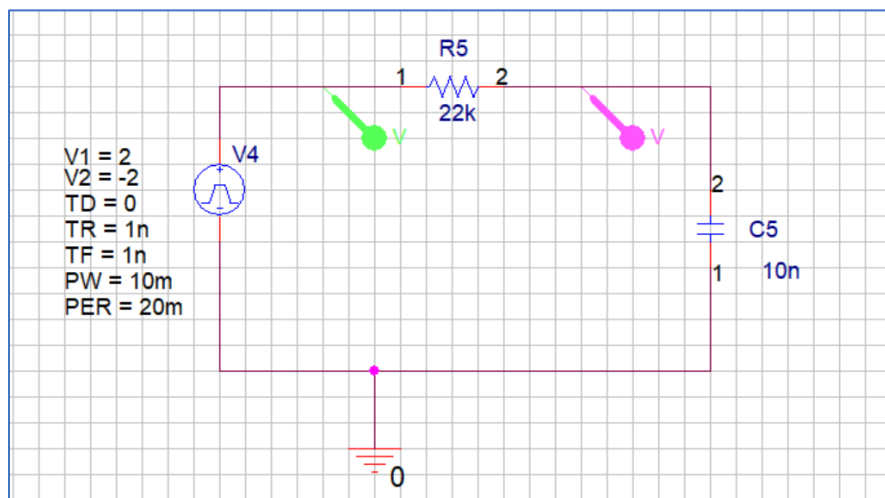 R5
1 2
22k
V V
V4
V1 = 2
V2 = -2
TD = 0
TR = 1n
TF = 1n
PW = 10m
PER = 20m
2
C5
1
10n
0